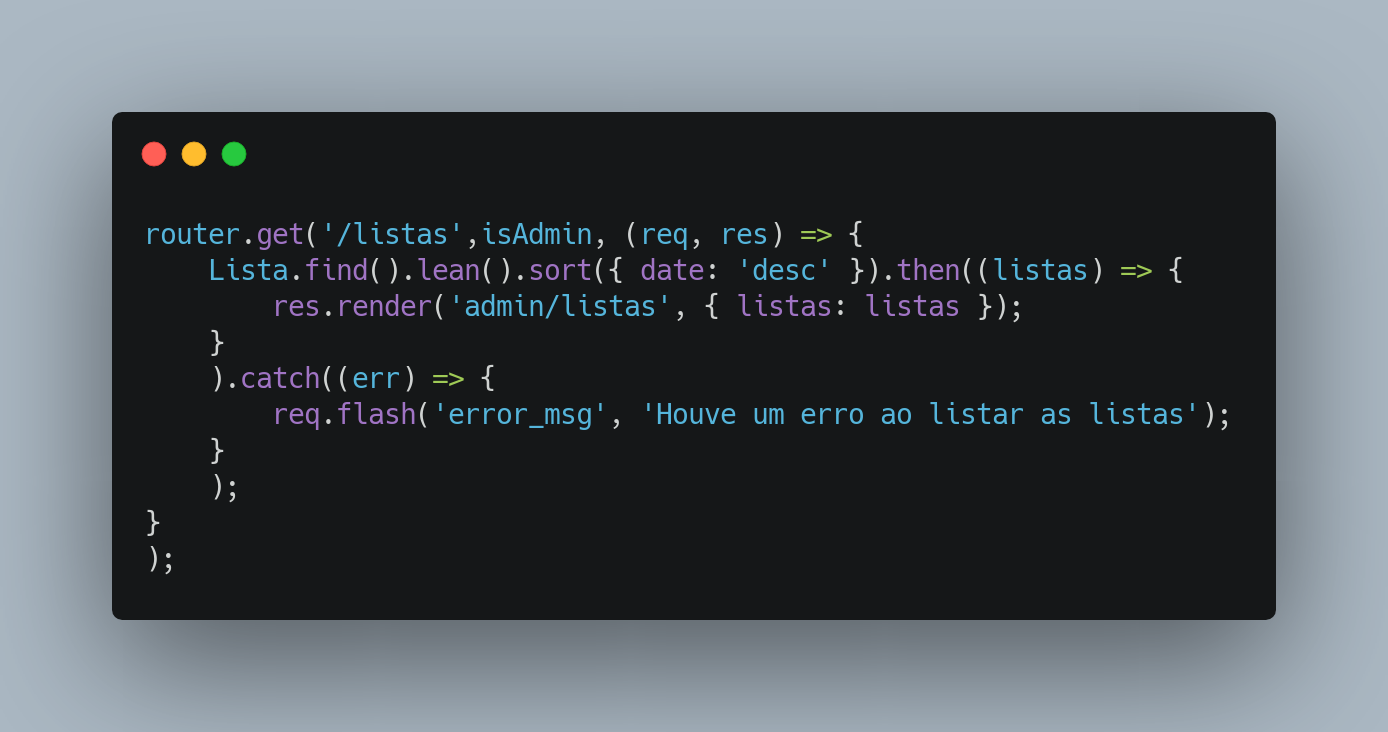 router.get('/listas',isAdmin, (req, res) => {
    Lista.find().lean().sort({ date: 'desc' }).then((listas) => {
        res.render('admin/listas', { listas: listas });
    }
    ).catch((err) => {
        req.flash('error_msg', 'Houve um erro ao listar as listas');
    }
    );
}
);